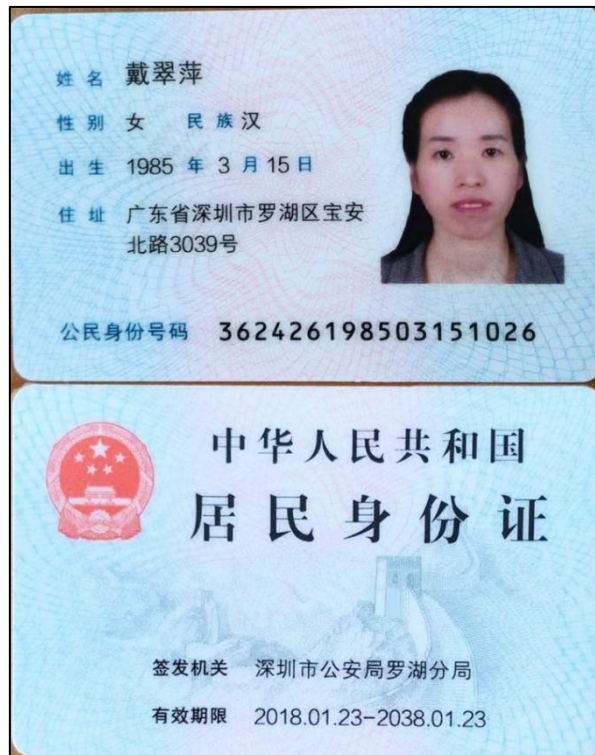 姓名 戴翠萍
性别 女 民族 汉
出生 1985 年 3 月 15 日
住址 广东省深圳市罗湖区宝安
北路3039号
公民身份号码 362426198503151026
中华人民共和国
居民身份证
签发机关 深圳市公安局罗湖分局
有效期限 2018.01.23-2038.01.23